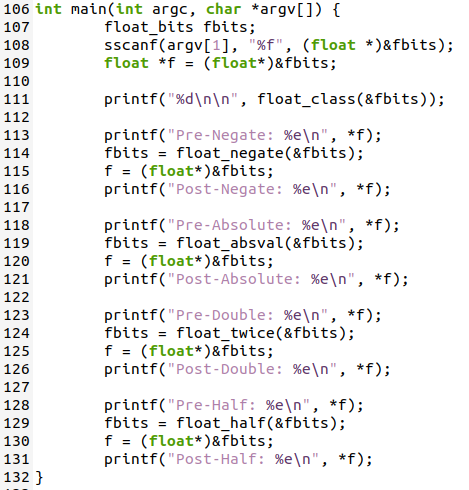 106 int main(int argc, char *argv[]) {
107         float_bits fbits;
108         sscanf(argv[1], "%f", (float *)&fbits);
109         float *f = (float*)&fbits;
110
111         printf("%d\n\n", float_class(&fbits));
112
113         printf("Pre-Negate: %e\n", *f);
114         fbits = float_negate(&fbits);
115         f = (float*)&fbits;
116         printf("Post-Negate: %e\n", *f);
117
118         printf("Pre-Absolute: %e\n", *f);
119         fbits = float_absval(&fbits);
120         f = (float*)&fbits;
121         printf("Post-Absolute: %e\n", *f);
122
123         printf("Pre-Double: %e\n", *f);
124         fbits = float_twice(&fbits);
125         f = (float*)&fbits;
126         printf("Post-Double: %e\n", *f);
127
128         printf("Pre-Half: %e\n", *f);
129         fbits = float_half(&fbits);
130         f = (float*)&fbits;
131         printf("Post-Half: %e\n", *f);
132 }